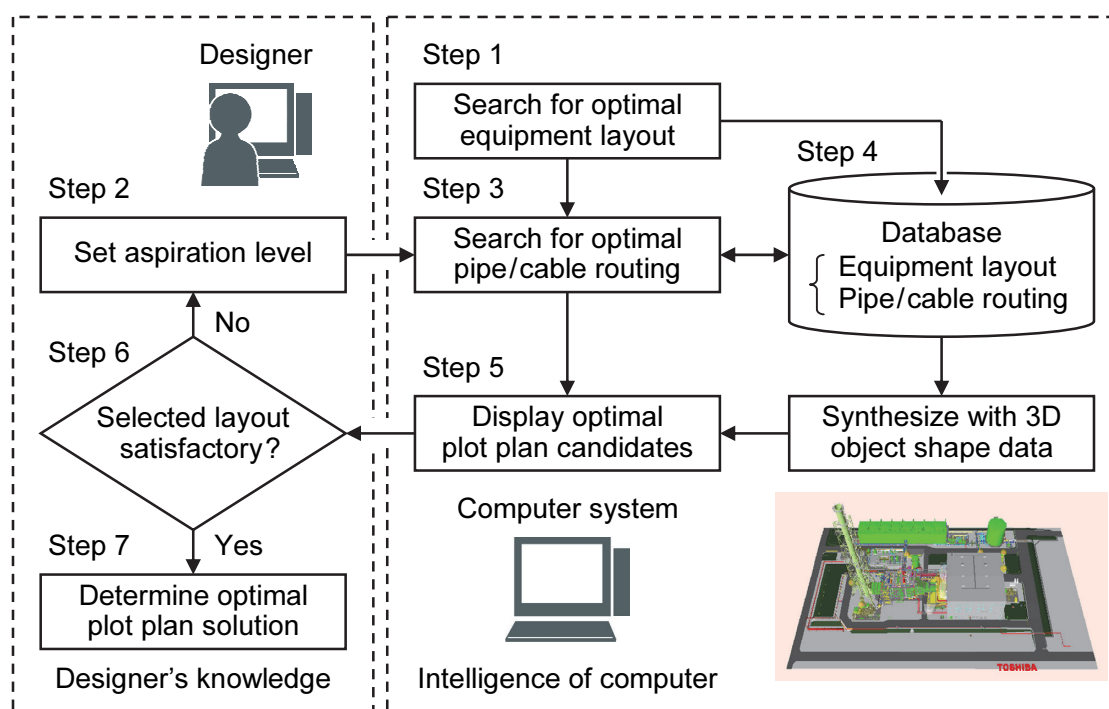 Designer
Step 2
Set aspiration level
No
Step 6
Selected layout
satisfactory?
Step 7
Yes
Determine optimal
plot plan solution
Designer’s knowledge
Step 1
Search for optimal
equipment layout
Step 3
Search for optimal
pipe/cable routing
Step 4
Database
Equipment layout
Pipe/cable routing
Step 5
Display optimal
plot plan candidates
Synthesize with 3D
object shape data
Computer system
Intelligence of computer
TOSHIBA